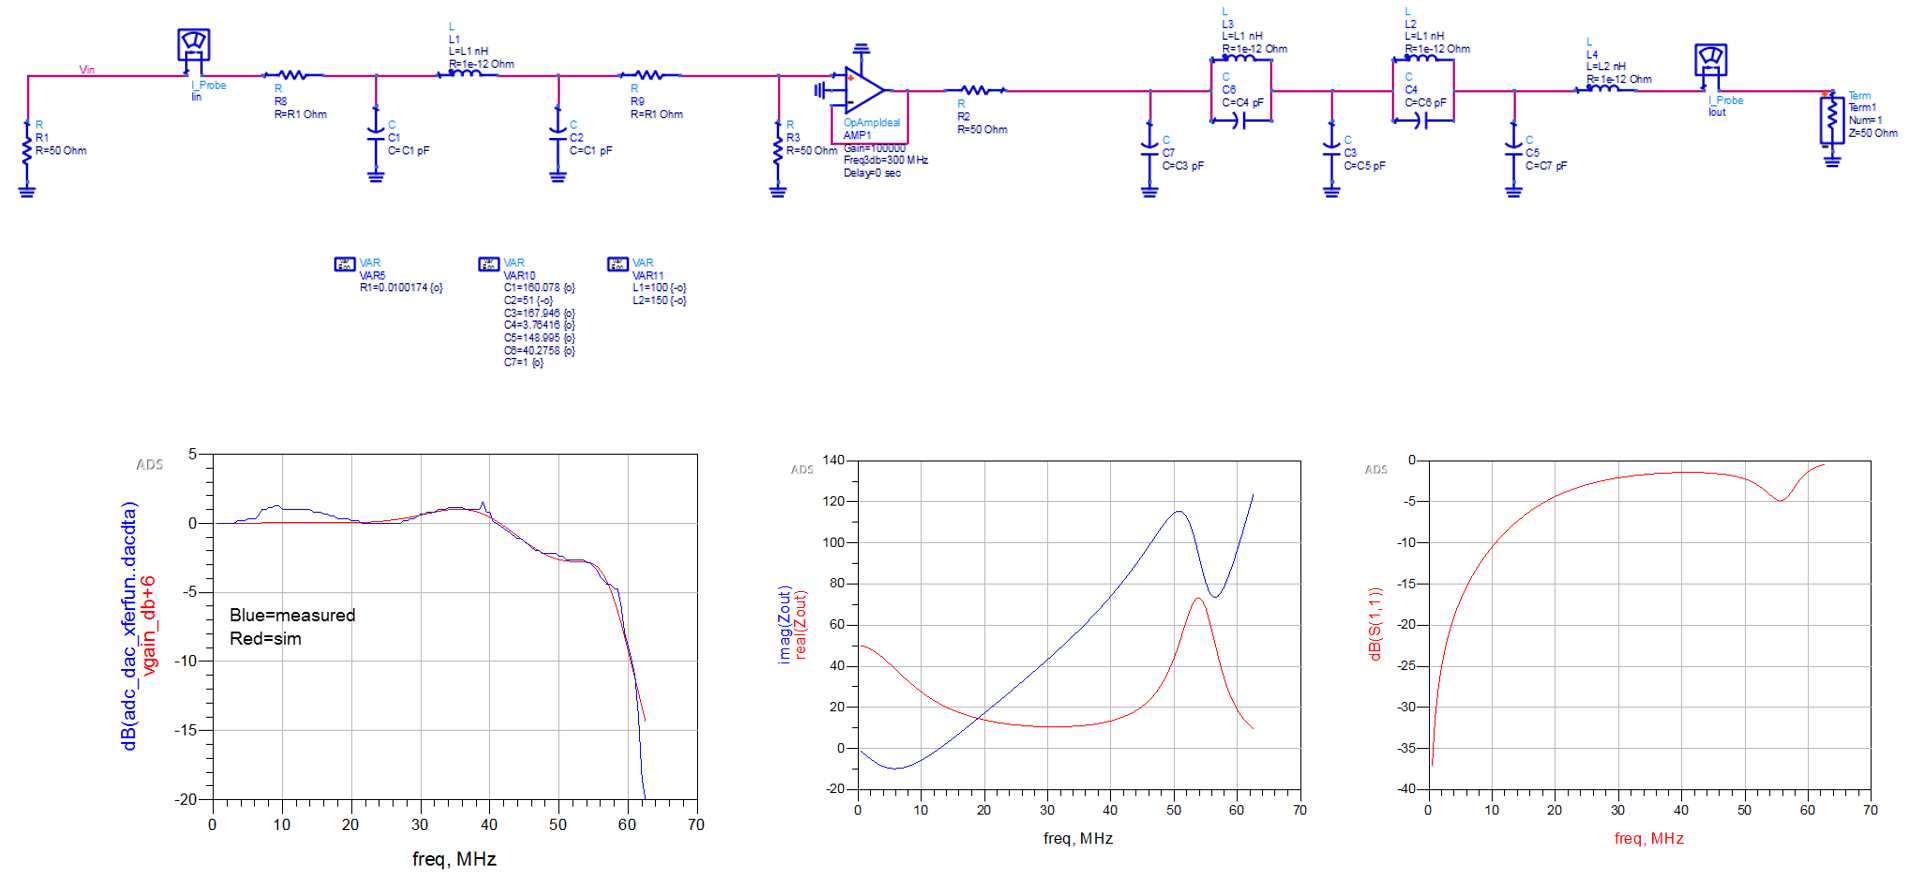 Vin
I_Probe
Iin
R
R1
R=50 Ohm
R
R8
R=R1 Ohm
C
C1
C=C1 pF
L
L1
L=L1 nH
R=1e-12 Ohm
C
C2
C=C1 pF
R
R9
R=R1 Ohm
R
R3
R=50 Ohm
OpAmpIdeal
AMP1
Gain=100000
Freq3db=300 MHz
Delay=0 sec
R
R2
R=50 Ohm
C
C7
C=C3 pF
L
L3
L=L1 nH
R=1e-12 Ohm
C
C6
C=C4 pF
C
C3
C=C5 pF
L
L2
L=L1 nH
R=1e-12 Ohm
C
C4
C=C6 pF
C
C5
C=C7 pF
L
L4
L=L2 nH
R=1e-12 Ohm
I_Probe
Iout
Term
Term1
Num=1
Z=50 Ohm
Var
Eqn
VAR
VAR5
R1=0.0100174 {o}
Var
Eqn
VAR
VAR10
C1=160.078 {o}
C2=51 {-o}
C3=167.946 {o}
C4=3.76416 {o}
C5=148.995 {o}
C6=40.2758 {o}
C7=1 {o}
Var
Eqn
VAR
VAR11
L1=100 {-o}
L2=150 {-o}
ADS
dB(adc_dac_xferfun..dacdta)
vgain_db+6
5
0
-5
-10
-15
-20
Blue=measured
Red=sim
0 10 20 30 40 50 60 70
freq, MHz
ADS
imag(Zout)
real(Zout)
140
120
100
80
60
40
20
0
-20
0 10 20 30 40 50 60 70
freq, MHz
ADS
dB(S(1,1))
0
-5
-10
-15
-20
-25
-30
-35
-40
0 10 20 30 40 50 60 70
freq, MHz